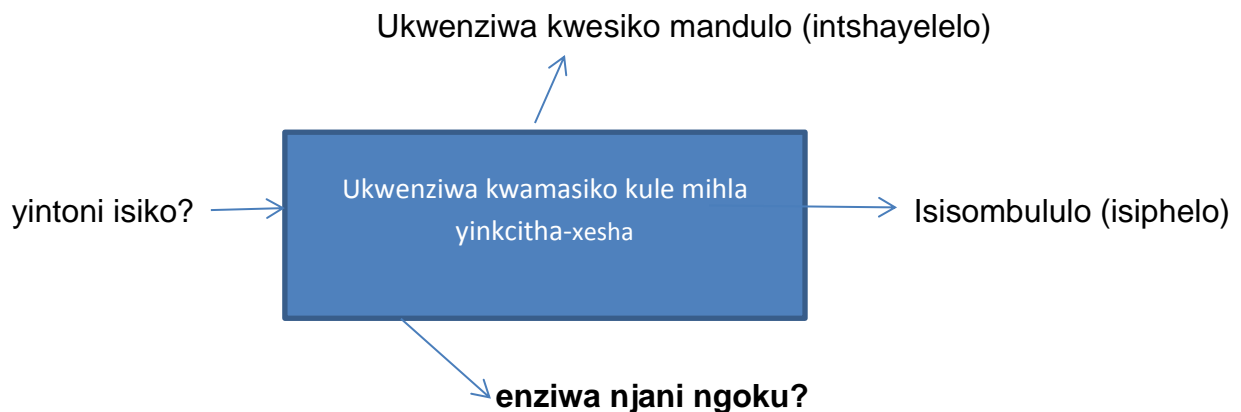 Ukwenziwa kwesiko mandulo (intshayelelo)
yintoni isiko?
Ukwenziwa kwamasiko kule mihla
yinkcitha-xesha
Isisombululo (isiphelo)
enziwa njani ngoku?